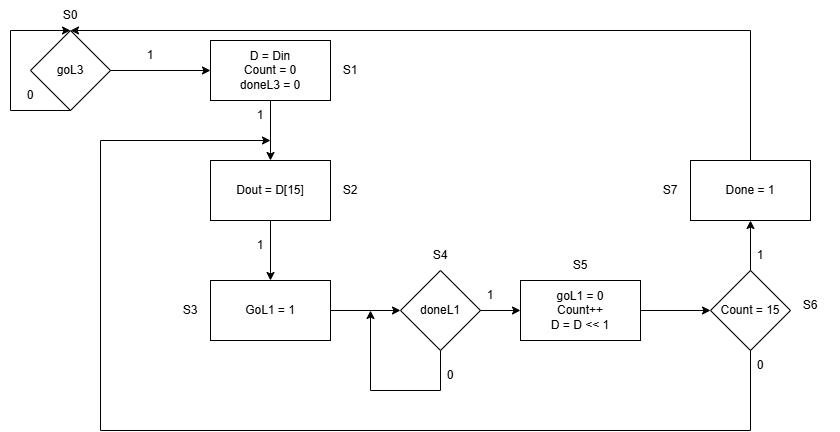 S0
goL3
0
1
D = Din
Count = 0
doneL3 = 0
S1
1
Dout = D[15]
S2
1
S3
GoL1 = 1
S4
doneL1
0
1
S5
goL1 = 0
Count++
D = D << 1
Count = 15
S6
0
1
S7
Done = 1